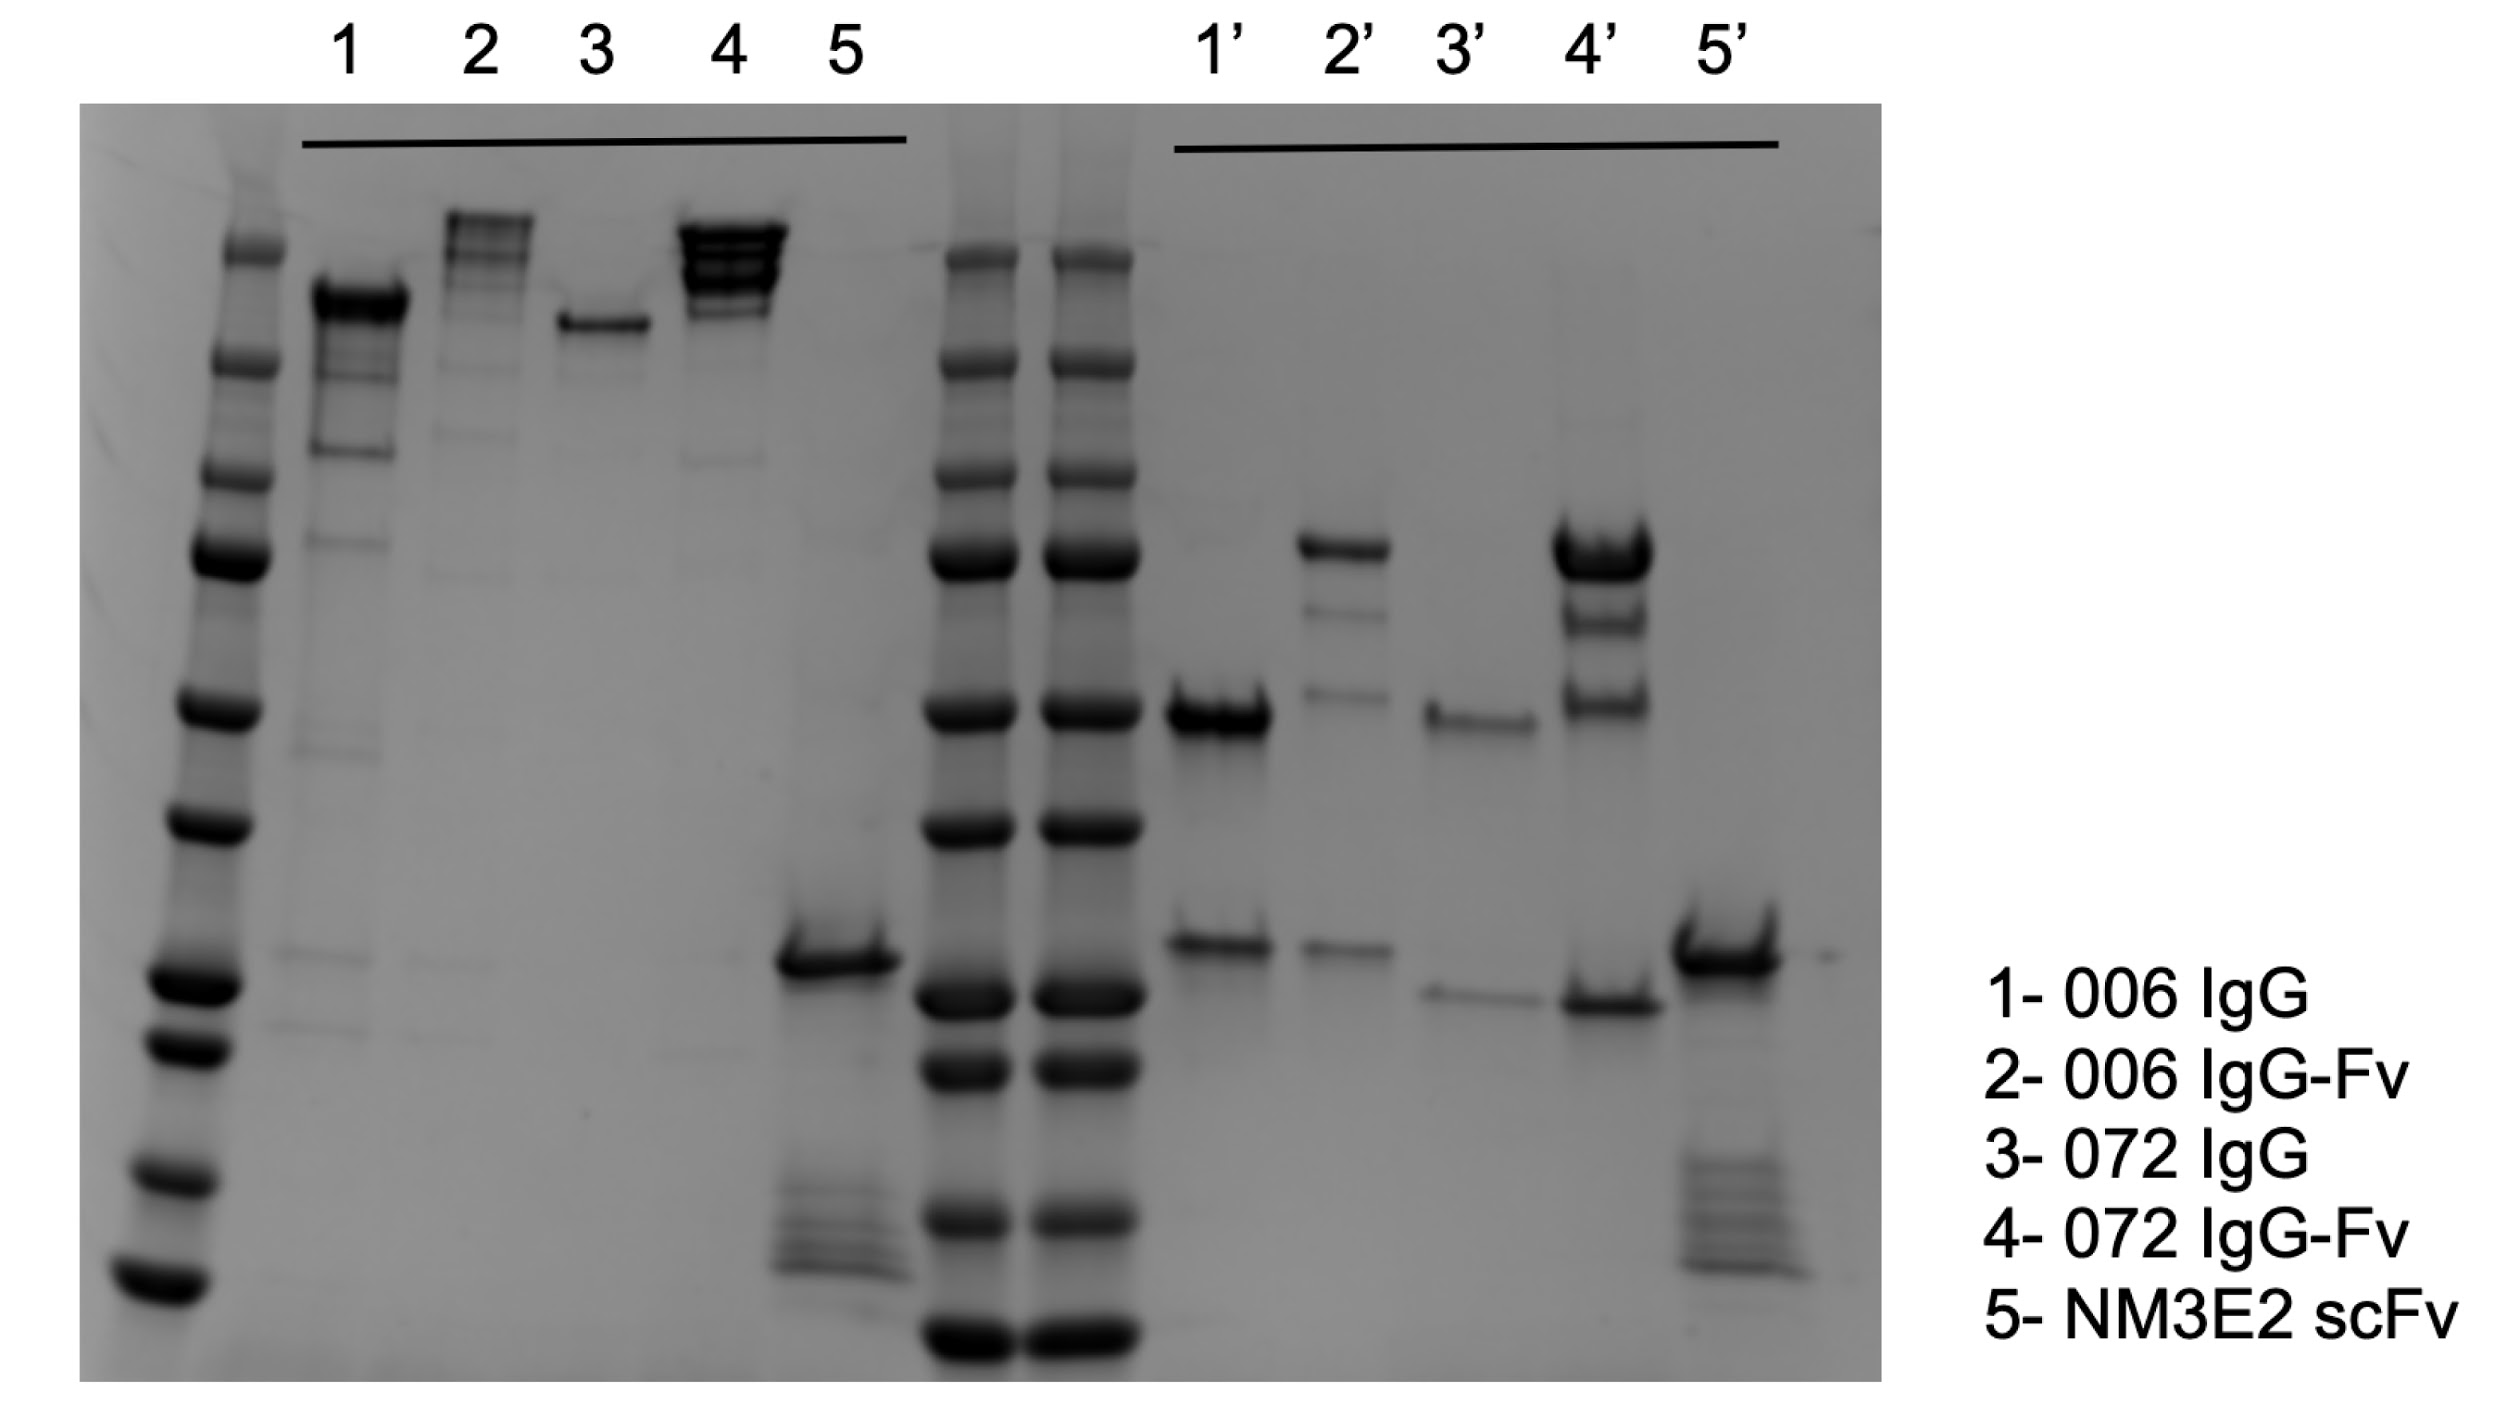 1 2 3 4 5 1’ 2’ 3’ 4’ 5’
1- 006 IgG
2- 006 IgG-Fv
3- 072 IgG
4- 072 IgG-Fv
5- NM3E2 scFv